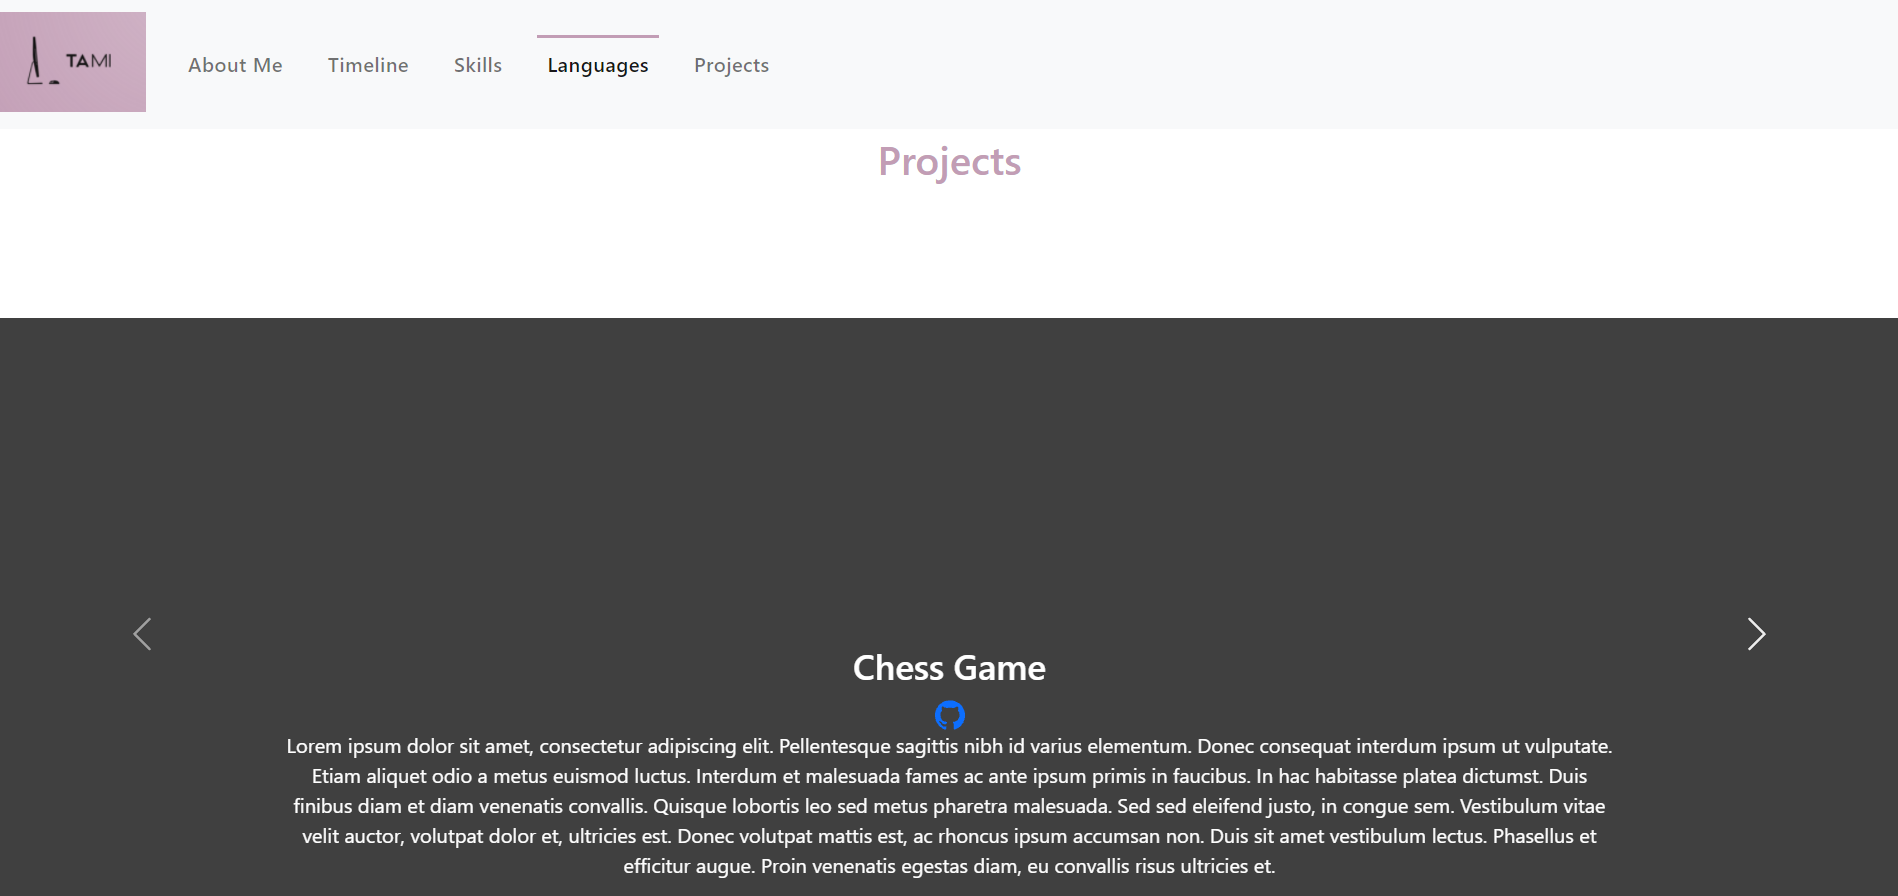 TAMI
About Me
Timeline
Skills
Languages
Projects
Projects
Chess Game
Lorem ipsum dolor sit amet, consectetur adipiscing elit. Pellentesque sagittis nibh id varius elementum. Donec consequat interdum ipsum ut vulputate.
Etiam aliquet odio a metus euismod luctus. Interdum et malesuada fames ac ante ipsum primis in faucibus. In hac habitasse platea dictumst. Duis
finibus diam et diam venenatis convallis. Quisque lobortis leo sed metus pharetra malesuada. Sed sed eleifend justo, in congue sem. Vestibulum vitae
velit auctor, volutpat dolor et, ultricies est. Donec volutpat mattis est, ac rhoncus ipsum accumsan non. Duis sit amet vestibulum lectus. Phasellus et
efficitur augue. Proin venenatis egestas diam, eu convallis risus ultricies et.